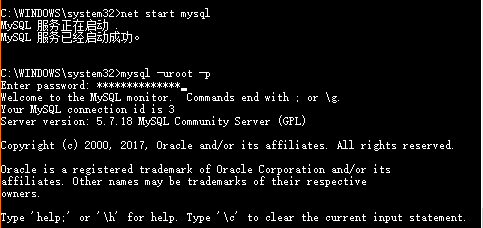 C:\WINDOWS\system32>net start mysql
MySQL 服务正在启动
MySQL 服务已经启动成功。
C:\WINDOWS\system32>mysql -uroot -p
Enter password: **************
Welcome to the MySQL monitor.  Commands end with ; or \g.
Your MySQL connection id is 3
Server version: 5.7.18 MySQL Community Server (GPL)
Copyright (c) 2000, 2017, Oracle and/or its affiliates. All rights reserved.
Oracle is a registered trademark of Oracle Corporation and/or its
affiliates. Other names may be trademarks of their respective
owners.
Type 'help;' or '\h' for help. Type '\c' to clear the current input statement.